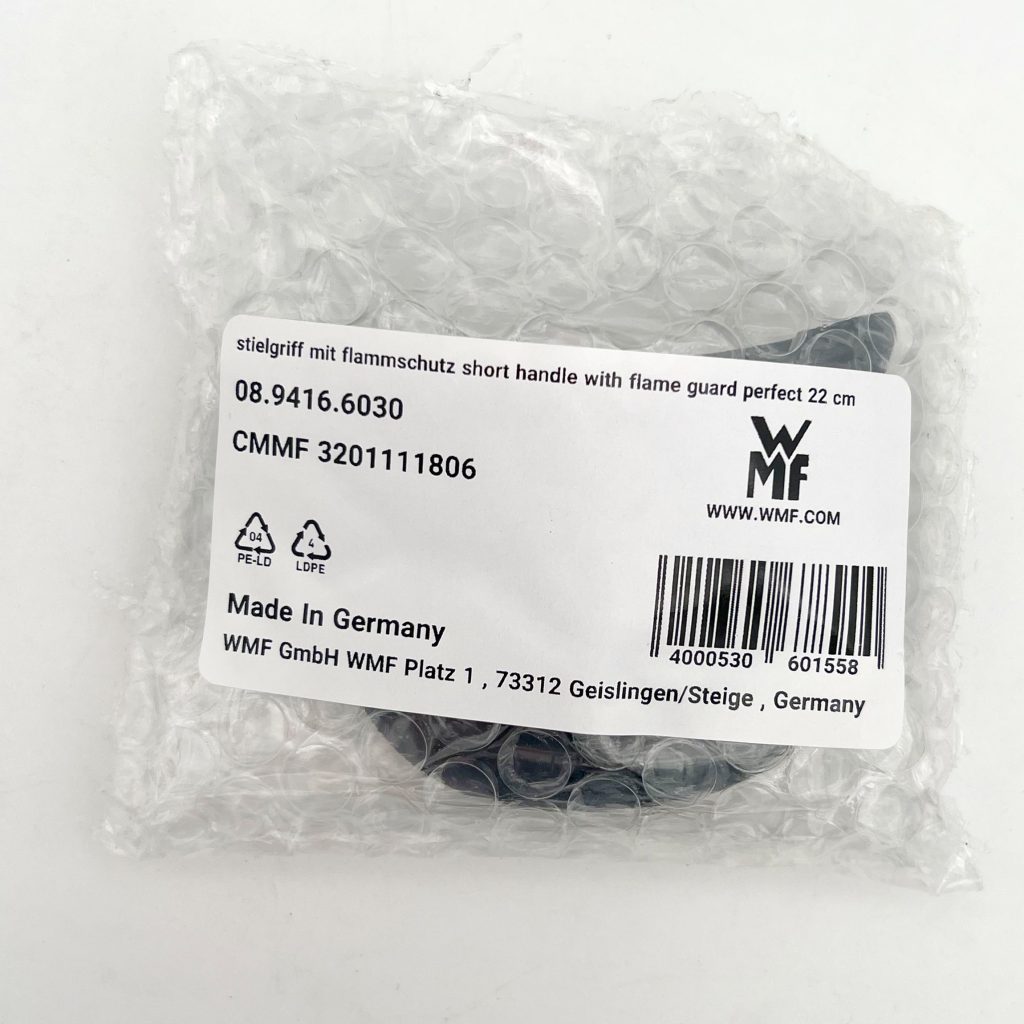 stielgriff mit flammschutz short handle with flame guard perfect 22 cm
08.9416.6030
CMMF 3201111806
WMF
WWW.WMF.COM
04
PE-LD
4
LDPE
Made In Germany
4000530 601558
WMF GmbH WMF Platz 1 , 73312 Geislingen/Steige , Germany